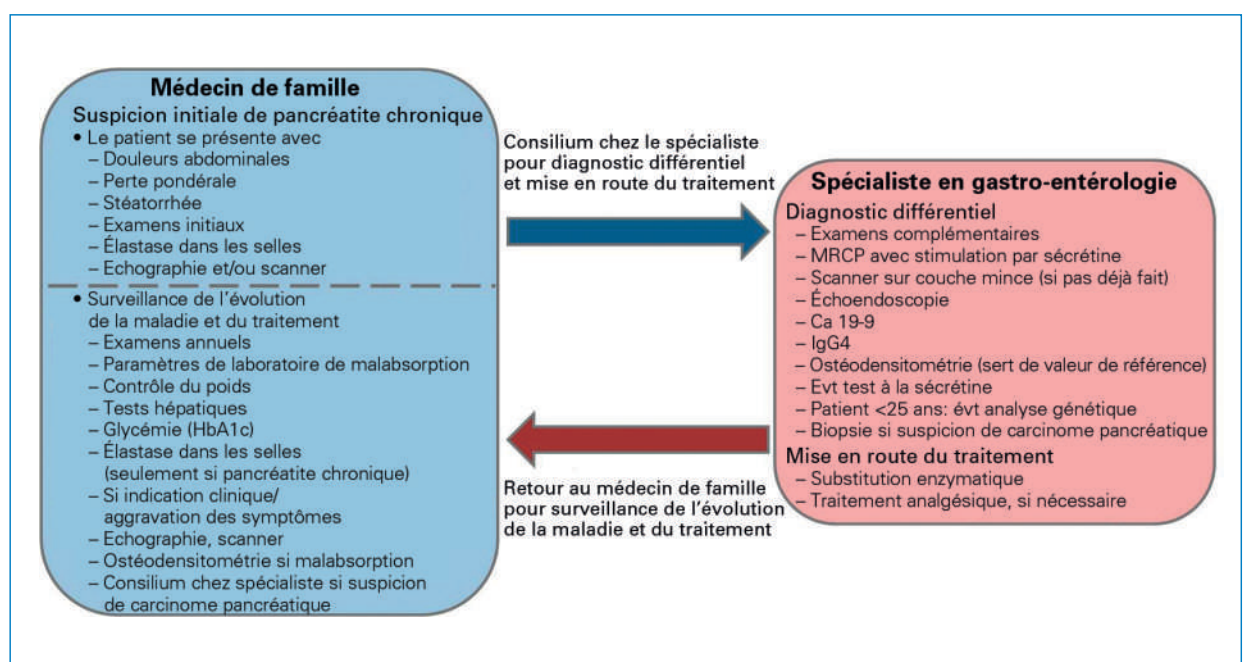 Médecin de famille
Suspicion initiale de pancréatite chronique
• Le patient se présente avec
– Douleurs abdominales
– Perte pondérale
– Stéatorrhée
– Examens initiaux
– Élastase dans les selles
– Echographie et/ou scanner
• Surveillance de l'évolution
de la maladie et du traitement
– Examens annuels
– Paramètres de laboratoire de malabsorption
– Contrôle du poids
– Tests hépatiques
– Glycémie (HbA1c)
– Élastase dans les selles
(seulement si pancréatite chronique)
– Si indication clinique/
aggravation des symptômes
– Echographie, scanner
– Ostéodensitométrie si malabsorption
– Consilium chez spécialiste si suspicion
de carcinome pancréatique
Consilium chez le spécialiste
pour diagnostic différentiel
et mise en route du traitement
Retour au médecin de famille
pour surveillance de l'évolution
de la maladie et du traitement
Spécialiste en gastro-entérologie
Diagnostic différentiel
– Examens complémentaires
– MRCP avec stimulation par sécrétine
– Scanner sur couche mince (si pas déjà fait)
– Échoendoscopie
– Ca 19-9
– IgG4
– Ostéodensitométrie (sert de valeur de référence)
– Evt test à la sécrétine
– Patient <25 ans: évt analyse génétique
– Biopsie si suspicion de carcinome pancréatique
Mise en route du traitement
– Substitution enzymatique
– Traitement analgésique, si nécessaire